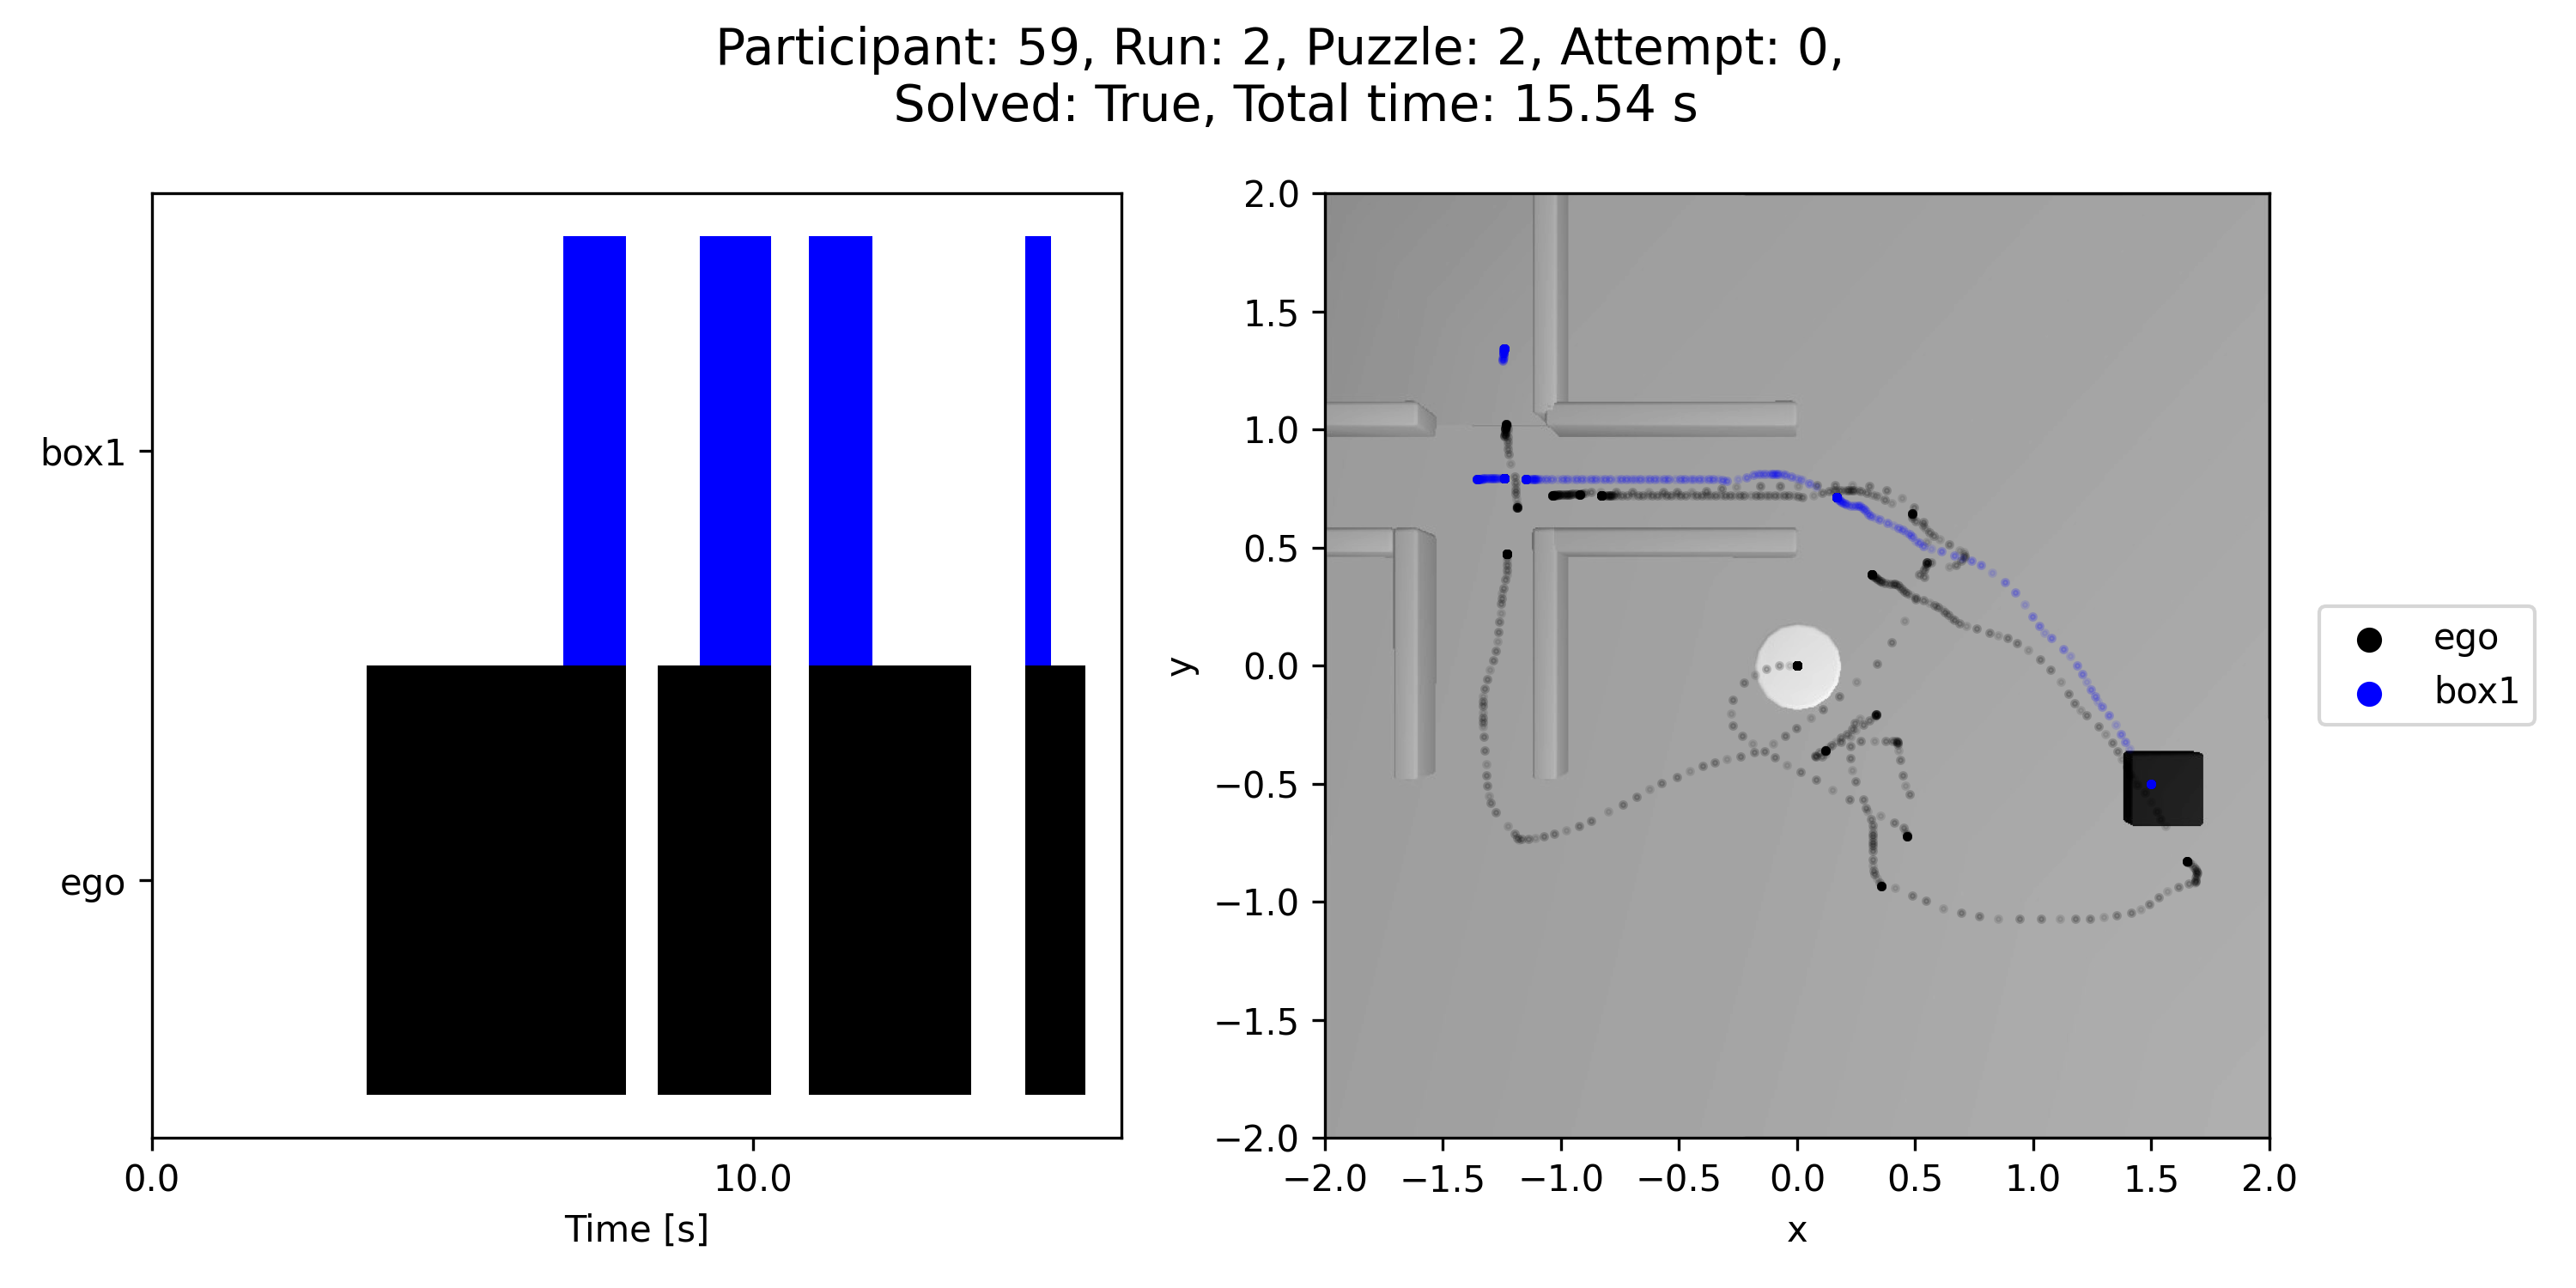 Participant: 59, Run: 2, Puzzle: 2, Attempt: 0,
Solved: True, Total time: 15.54 s
box1
ego
0.0
10.0
Time [s]
2.0
1.5
1.0
0.5
0.0
−0.5
−1.0
−1.5
−2.0
y
−2.0
−1.5
−1.0
−0.5
0.0
0.5
1.0
1.5
2.0
x
ego
box1